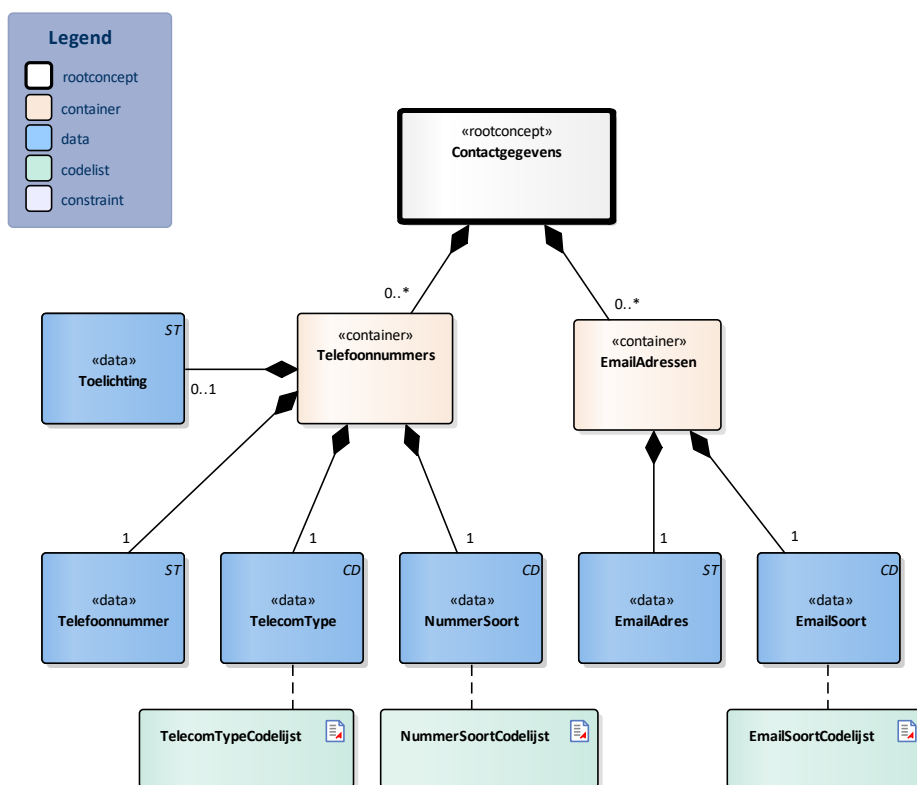 Legend
rootconcept
container
data
codelist
constraint
«rootconcept»
Contactgegevens
0..*
0..*
ST
«data»
Toelichting
0..1
«container»
Telefoonnummers
«container»
EmailAdressen
1
1
1
1
1
ST
«data»
Telefoonnummer
CD
«data»
TelecomType
CD
«data»
NummerSoort
ST
«data»
EmailAdres
CD
«data»
EmailSoort
TelecomTypeCodelijst
NummerSoortCodelijst
EmailSoortCodelijst